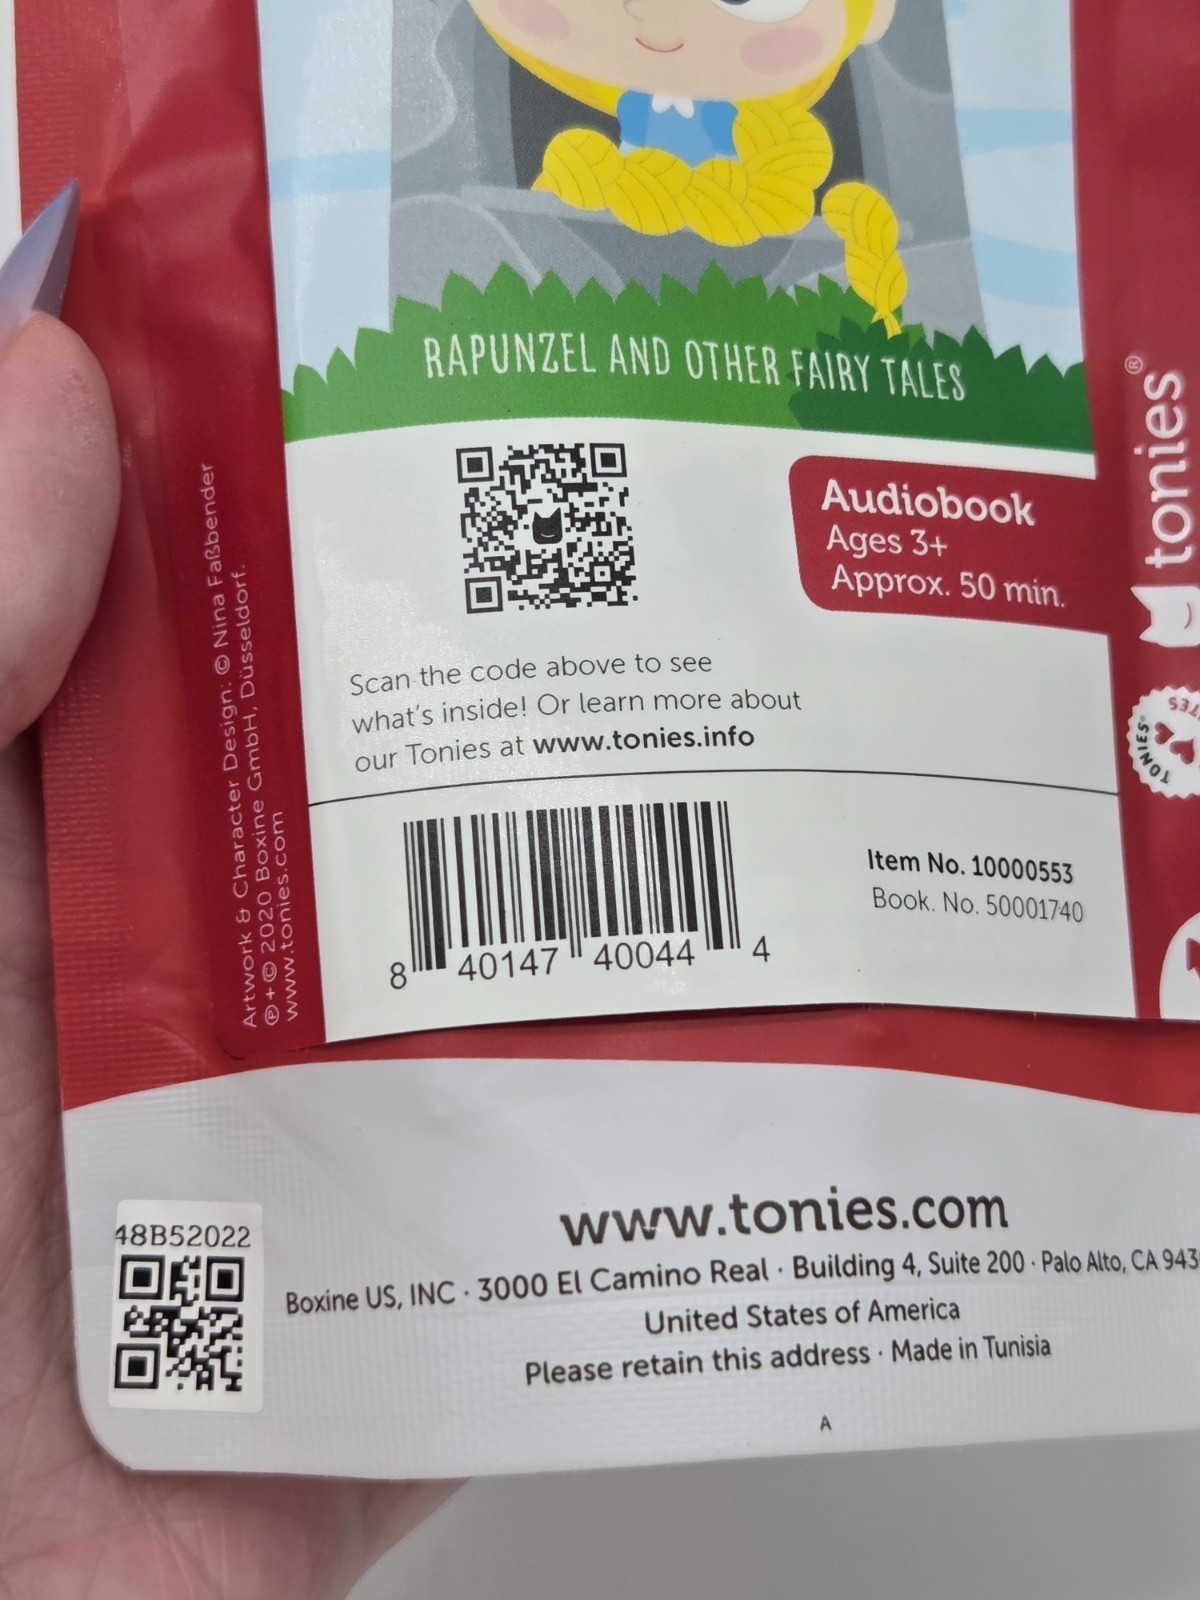 RAPUNZEL AND OTHER FAIRY TALES
Audiobook
Ages 3+
Approx. 50 min.
Scan the code above to see
what's inside! Or learn more about
our Tonies at www.tonies.info
8 40147 40044 4
Item No. 10000553
Book. No. 50001740
Artwork & Character Design: © Nina Faßbender
℗+© 2020 Boxine GmbH, Düsseldorf.
www.tonies.com
tonies®
TONIES®
www.tonies.com
Boxine US, INC · 3000 El Camino Real · Building 4, Suite 200 · Palo Alto, CA 943
United States of America
Please retain this address · Made in Tunisia
A
48B52022